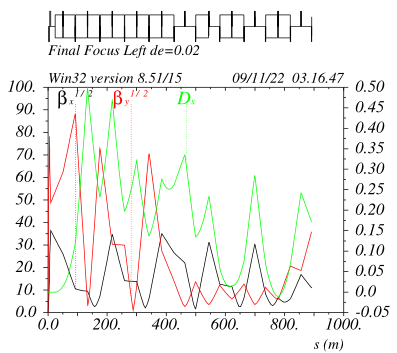 Final Focus Left de=0.02
Win32 version 8.51/15 09/11/22 03.16.47
βx1/2 βy1/2 Dx
100. 0.50
90. 0.45
80. 0.40
70. 0.35
60. 0.30
50. 0.25
40. 0.20
30. 0.15
20. 0.10
10. 0.05
0.0
0.0 -0.05
0.0 200. 400. 600. 800. 1000.
s (m)